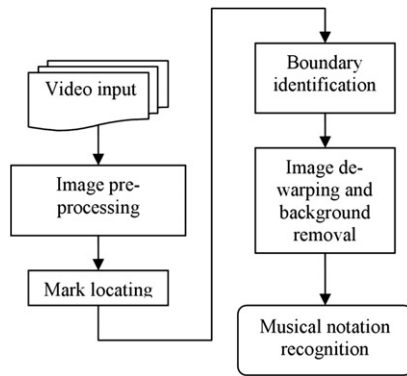 Video input
Image pre-
processing
Mark locating
Boundary
identification
Image de-
warping and
background
removal
Musical notation
recognition